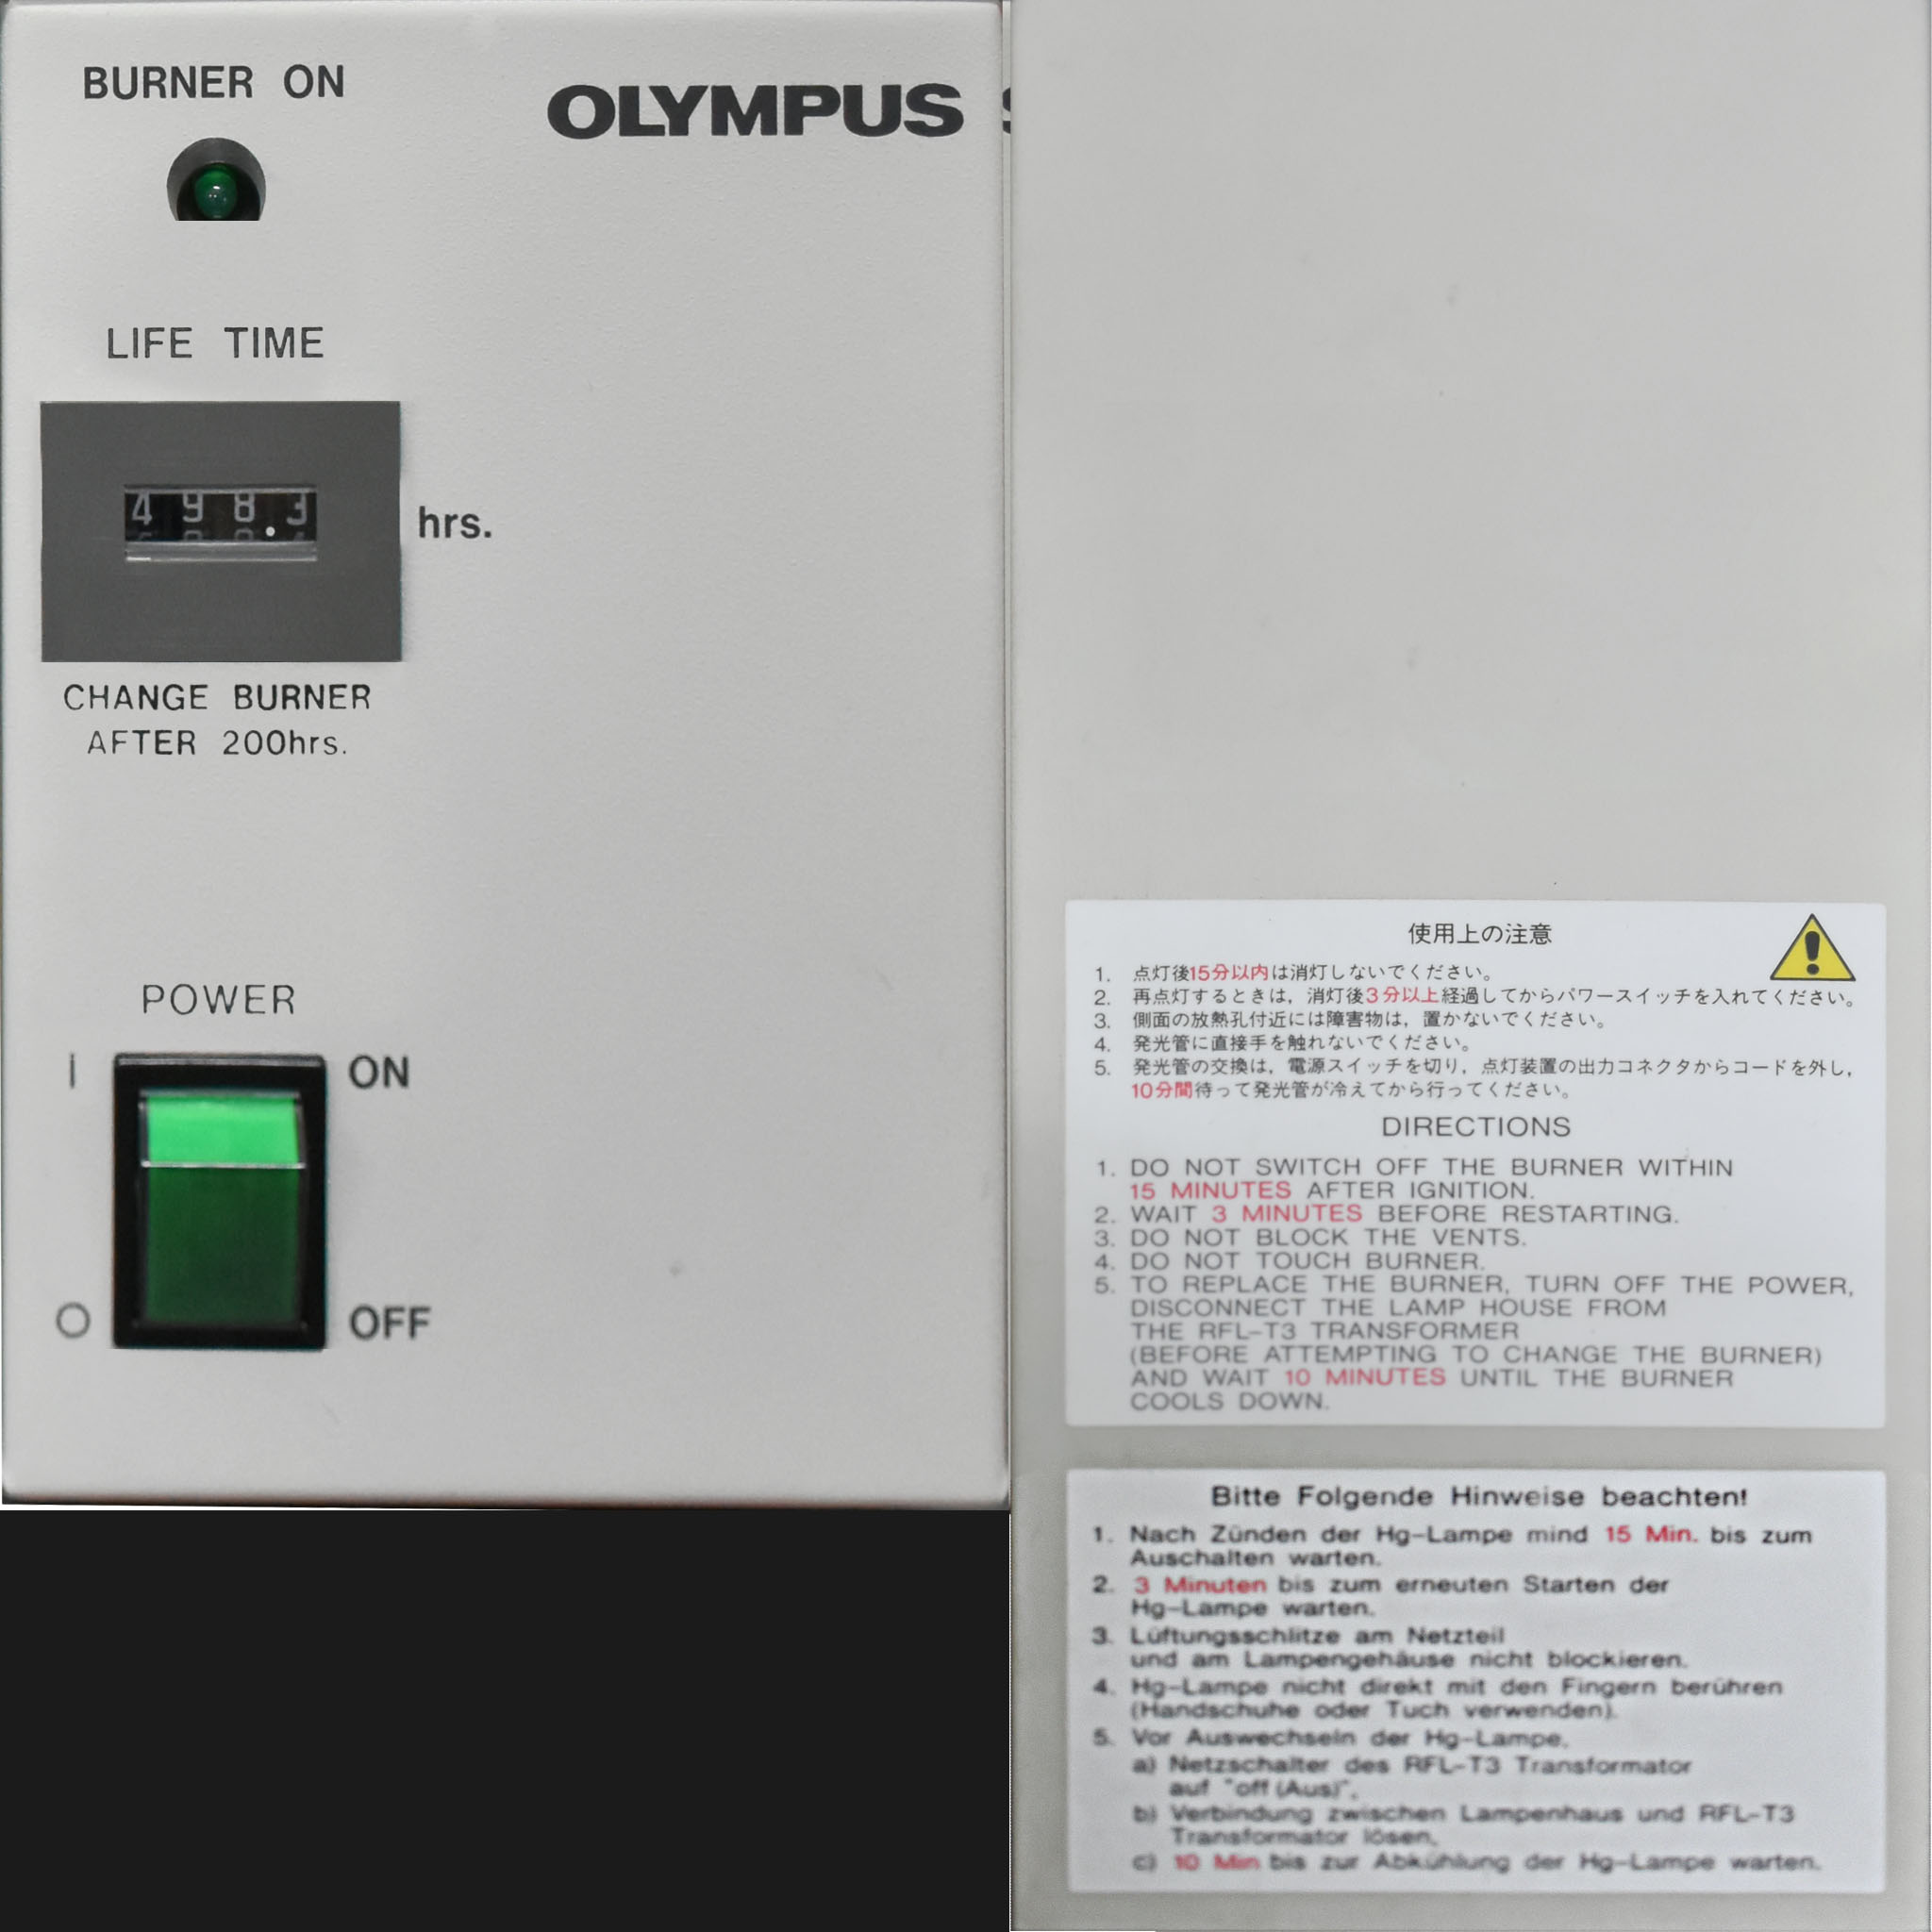 BURNER ON
OLYMPUS
LIFE TIME
4 9 8 . 3
hrs.
CHANGE BURNER
AFTER 200hrs.
POWER
I ON
O OFF
使用上の注意
1. 点灯後15分以内は消灯しないでください。
2. 再点灯するときは，消灯後3分以上経過してからパワースイッチを入れてください。
3. 側面の放熱孔付近には障害物は，置かないでください。
4. 発光管に直接手を触れないでください。
5. 発光管の交換は，電源スイッチを切り，点灯装置の出力コネクタからコードを外し，
10分間待って発光管が冷えてから行ってください。
DIRECTIONS
1. DO NOT SWITCH OFF THE BURNER WITHIN
15 MINUTES AFTER IGNITION.
2. WAIT 3 MINUTES BEFORE RESTARTING.
3. DO NOT BLOCK THE VENTS.
4. DO NOT TOUCH BURNER.
5. TO REPLACE THE BURNER, TURN OFF THE POWER,
DISCONNECT THE LAMP HOUSE FROM
THE RFL-T3 TRANSFORMER
(BEFORE ATTEMPTING TO CHANGE THE BURNER)
AND WAIT 10 MINUTES UNTIL THE BURNER
COOLS DOWN.
Bitte Folgende Hinweise beachten!
1. Nach Zünden der Hg-Lampe mind 15 Min. bis zum
Auschalten warten.
2. 3 Minuten bis zum erneuten Starten der
Hg-Lampe warten.
3. Lüftungsschlitze am Netzteil
und am Lampengehäuse nicht blockieren.
4. Hg-Lampe nicht direkt mit den Fingern berühren
(Handschuhe oder Tuch verwenden).
5. Vor Auswechseln der Hg-Lampe,
a) Netzschalter des RFL-T3 Transformator
auf "off (Aus)",
b) Verbindung zwischen Lampenhaus und RFL-T3
Transformator lösen,
c) 10 Min bis zur Abkühlung der Hg-Lampe warten.